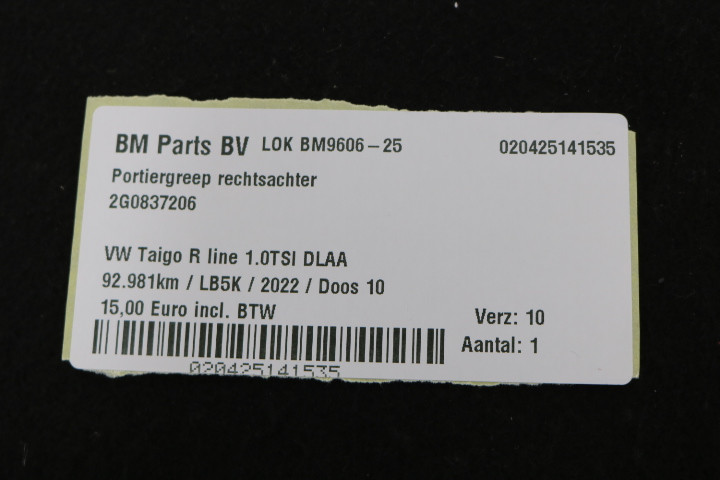 BM Parts BV LOK BM9606-25 020425141535
Portiergreep rechtsachter
2G0837206
VW Taigo R line 1.0TSI DLAA
92.981km / LB5K / 2022 / Doos 10
15,00 Euro incl. BTW Verz: 10
Aantal: 1
020425141535